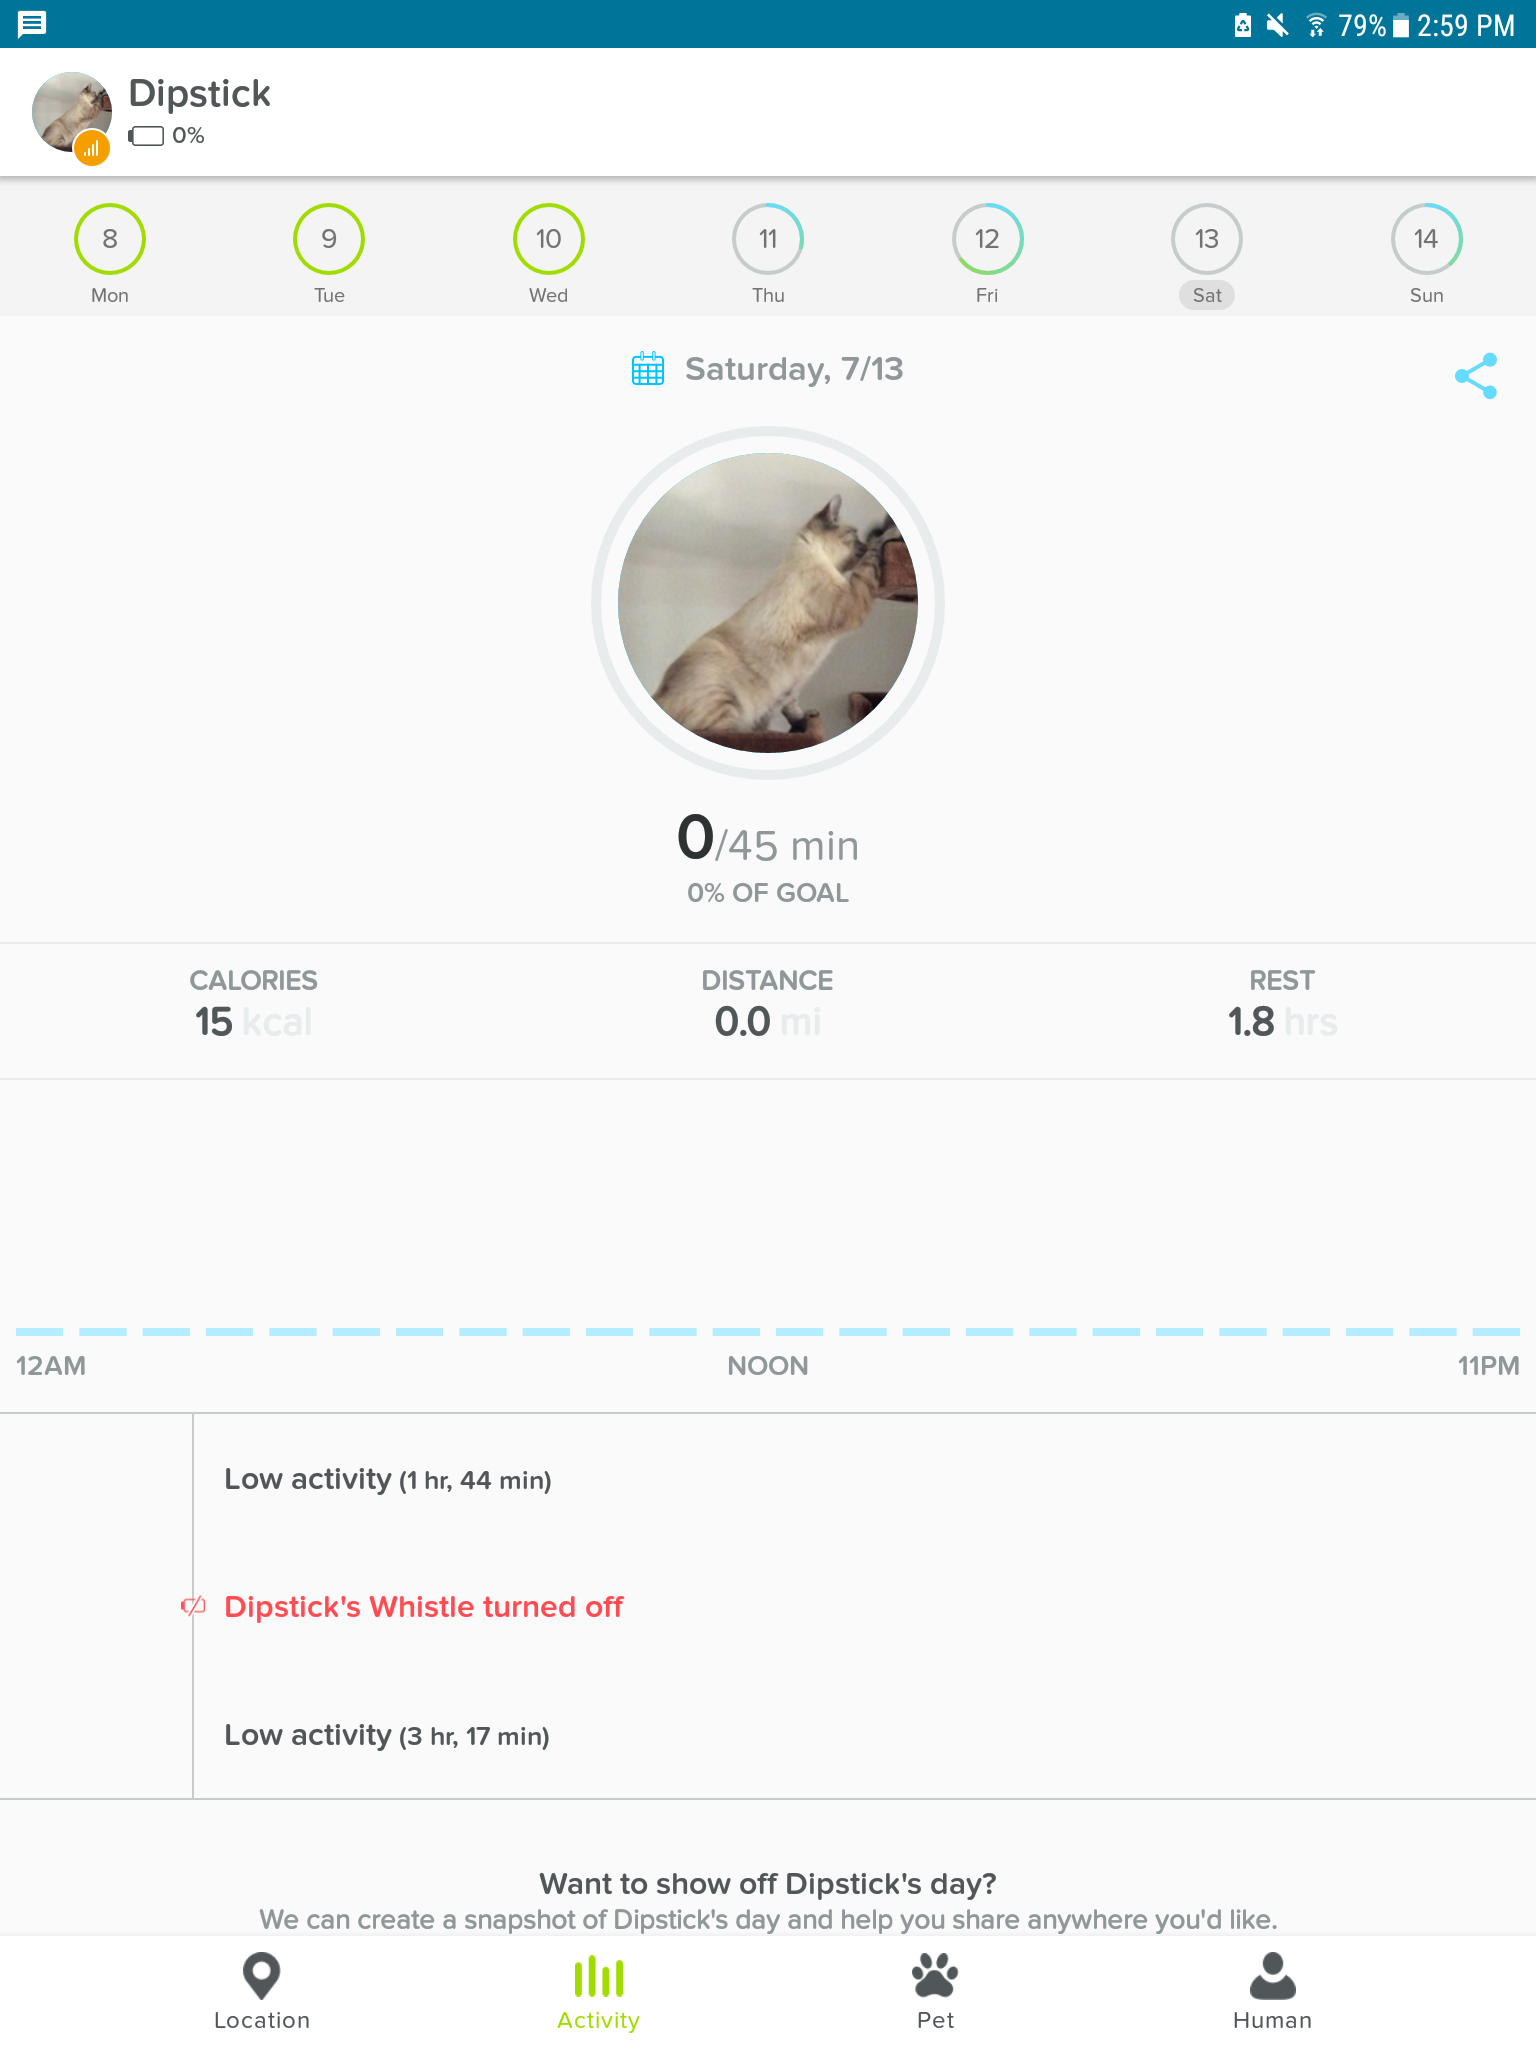 79% 2:59 PM
Dipstick
0%
8 9 10 11 12 13 14
Mon Tue Wed Thu Fri Sat Sun
Saturday, 7/13
0/45 min
0% OF GOAL
CALORIES DISTANCE REST
15 kcal 0.0 mi 1.8 hrs
12AM NOON 11PM
Low activity (1 hr, 44 min)
Dipstick's Whistle turned off
Low activity (3 hr, 17 min)
Want to show off Dipstick's day?
We can create a snapshot of Dipstick's day and help you share anywhere you'd like.
Location Activity Pet Human